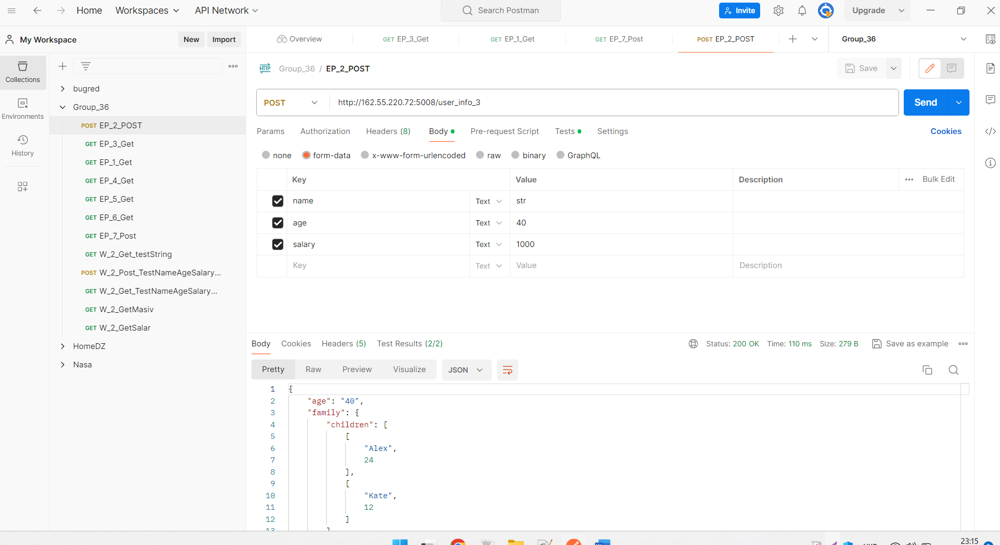 Home Workspaces API Network Search Postman Invite Upgrade
My Workspace New Import Overview GET EP_3_Get GET EP_1_Get GET EP_7_Post POST EP_2_POST Group_36
Collections
Environments
History
bugred
Group_36
POST EP_2_POST
GET EP_3_Get
GET EP_1_Get
GET EP_4_Get
GET EP_5_Get
GET EP_6_Get
GET EP_7_Post
GET W_2_Get_testString
POST W_2_Post_TestNameAgeSalary...
GET W_2_Get_TestNameAgeSalary...
GET W_2_GetMasiv
GET W_2_GetSalar
HomeDZ
Nasa
HTTP Group_36 / EP_2_POST Save
POST http://162.55.220.72:5008/user_info_3 Send
Params Authorization Headers (8) Body Pre-request Script Tests Settings Cookies
none form-data x-www-form-urlencoded raw binary GraphQL
Key Value Description Bulk Edit
name Text str
age Text 40
salary Text 1000
Key Text Value Description
Body Cookies Headers (5) Test Results (2/2) Status: 200 OK Time: 110 ms Size: 279 B Save as example
Pretty Raw Preview Visualize JSON
1 {
2 "age": "40",
3 "family": {
4 "children": [
5 [
6 "Alex",
7 24
8 ],
9 [
10 "Kate",
11 12
12 ]
23:15